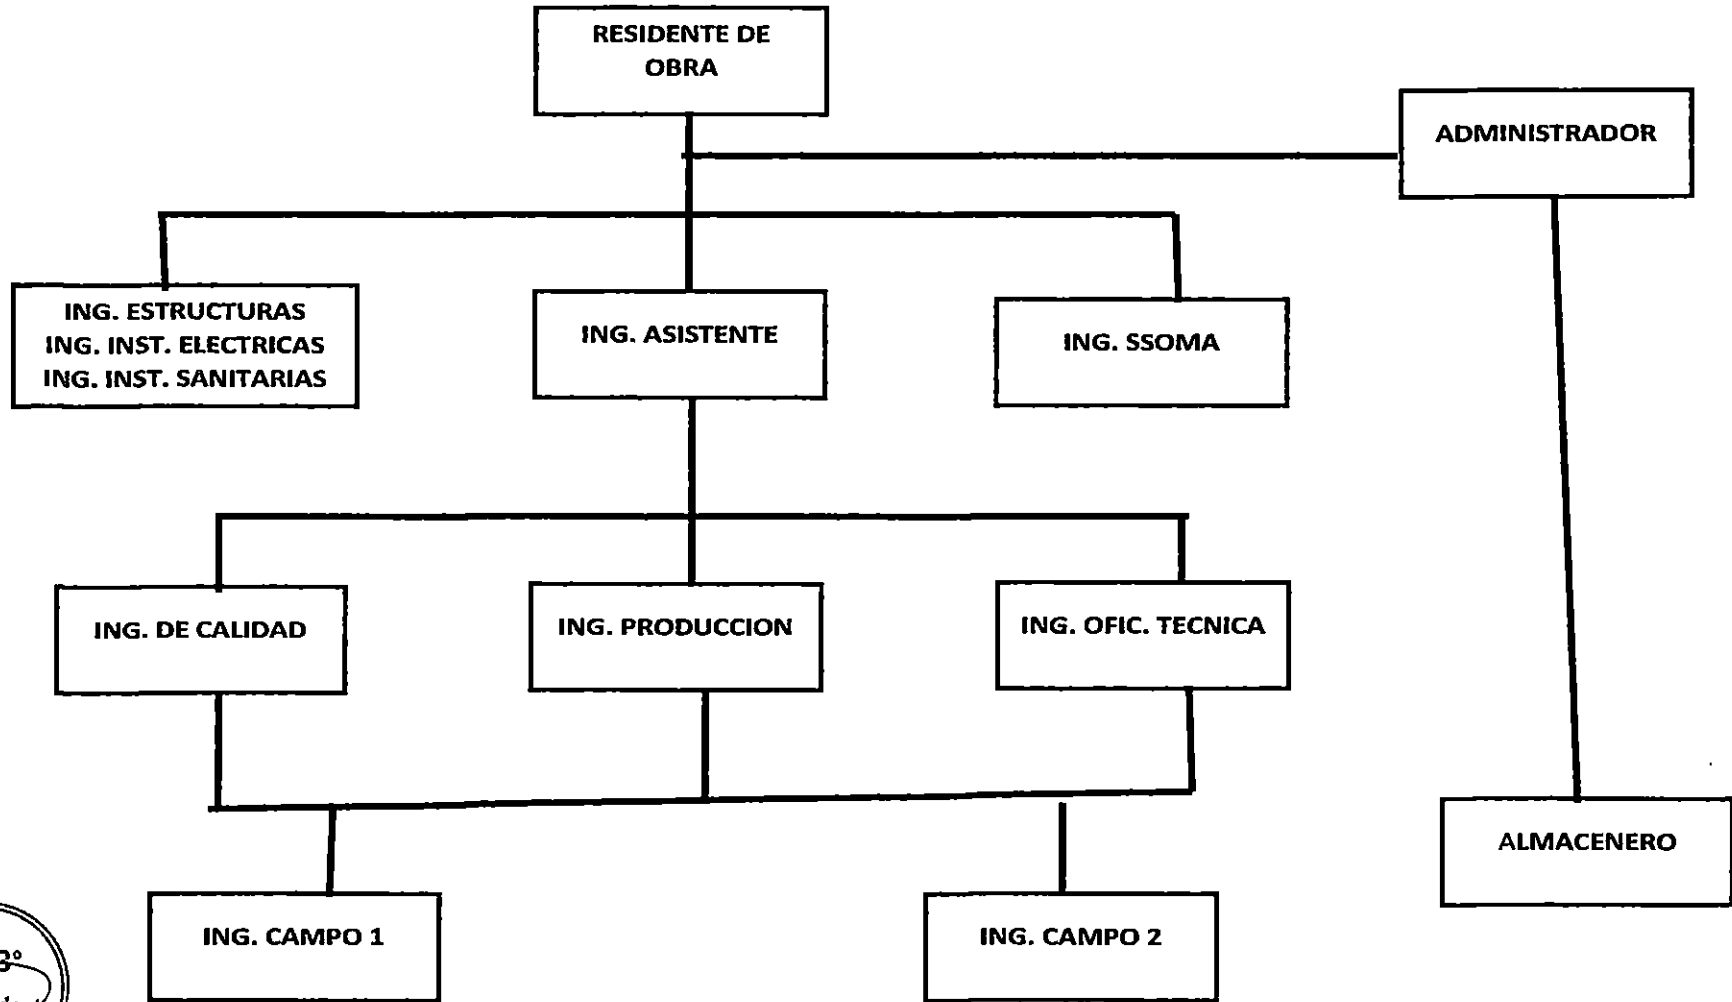 RESIDENTE DE
OBRA
ADMINISTRADOR
ING. ESTRUCTURAS
ING. INST. ELECTRICAS
ING. INST. SANITARIAS
ING. ASISTENTE
ING. SSOMA
ING. DE CALIDAD
ING. PRODUCCION
ING. OFIC. TECNICA
ALMACENERO
ING. CAMPO 1
ING. CAMPO 2